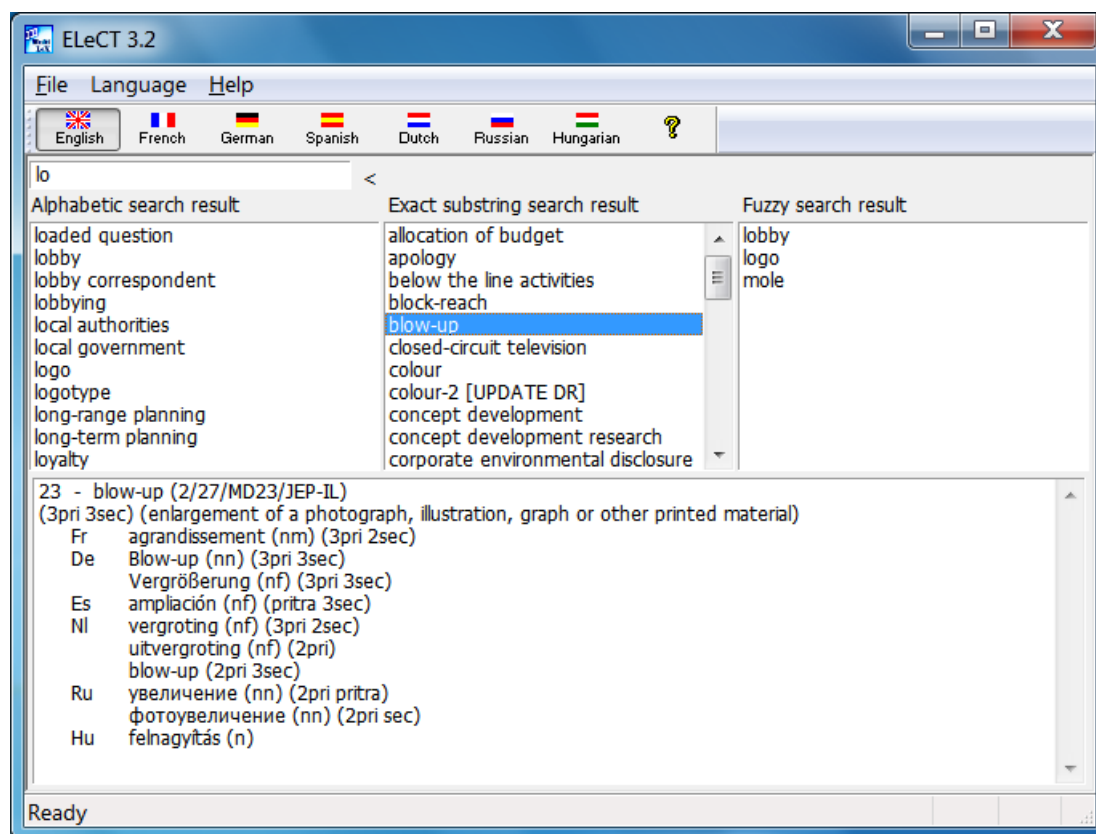 ELeCT 3.2
File Language Help
English French German Spanish Dutch Russian Hungarian ?
lo <
Alphabetic search result
loaded question
lobby
lobby correspondent
lobbying
local authorities
local government
logo
logotype
long-range planning
long-term planning
loyalty
Exact substring search result
allocation of budget
apology
below the line activities
block-reach
blow-up
closed-circuit television
colour
colour-2 [UPDATE DR]
concept development
concept development research
corporate environmental disclosure
Fuzzy search result
lobby
logo
mole
23 - blow-up (2/27/MD23/JEP-IL)
(3pri 3sec) (enlargement of a photograph, illustration, graph or other printed material)
Fr agrandissement (nm) (3pri 2sec)
De Blow-up (nn) (3pri 3sec)
Vergrößerung (nf) (3pri 3sec)
Es ampliación (nf) (pritra 3sec)
Nl vergroting (nf) (3pri 2sec)
uitvergroting (nf) (2pri)
blow-up (2pri 3sec)
Ru увеличение (nn) (2pri pritra)
фотоувеличение (nn) (2pri sec)
Hu felnagyítás (n)
Ready